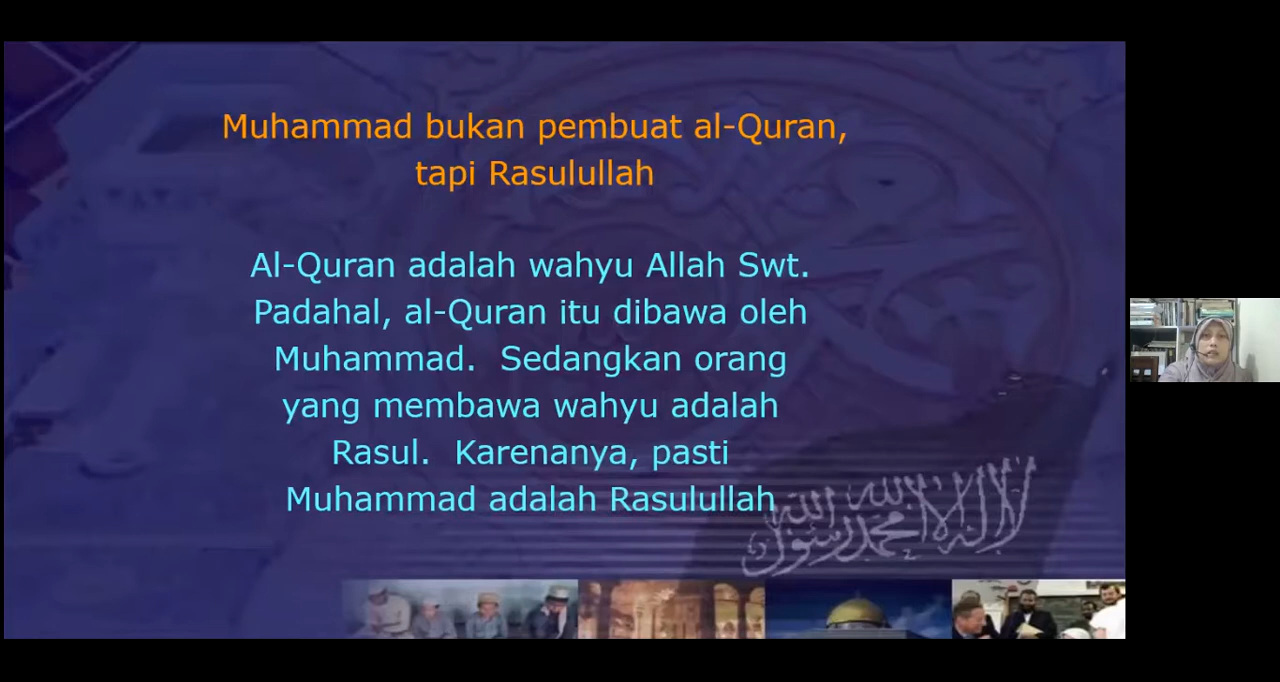 Muhammad bukan pembuat al-Quran,
tapi Rasulullah
Al-Quran adalah wahyu Allah Swt.
Padahal, al-Quran itu dibawa oleh
Muhammad. Sedangkan orang
yang membawa wahyu adalah
Rasul. Karenanya, pasti
Muhammad adalah Rasulullah
لا إله إلا الله محمد رسول الله